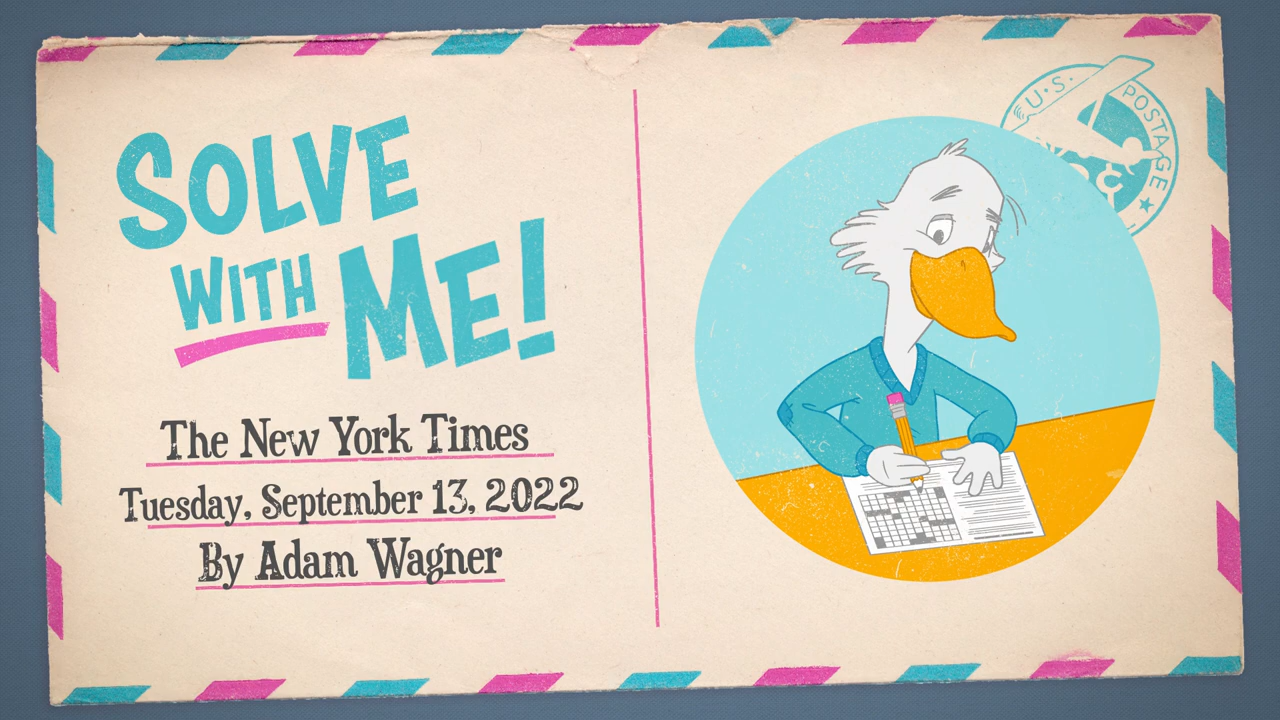 SOLVE
WITH ME!
The New York Times
Tuesday, September 13, 2022
By Adam Wagner
U.S. POSTAGE